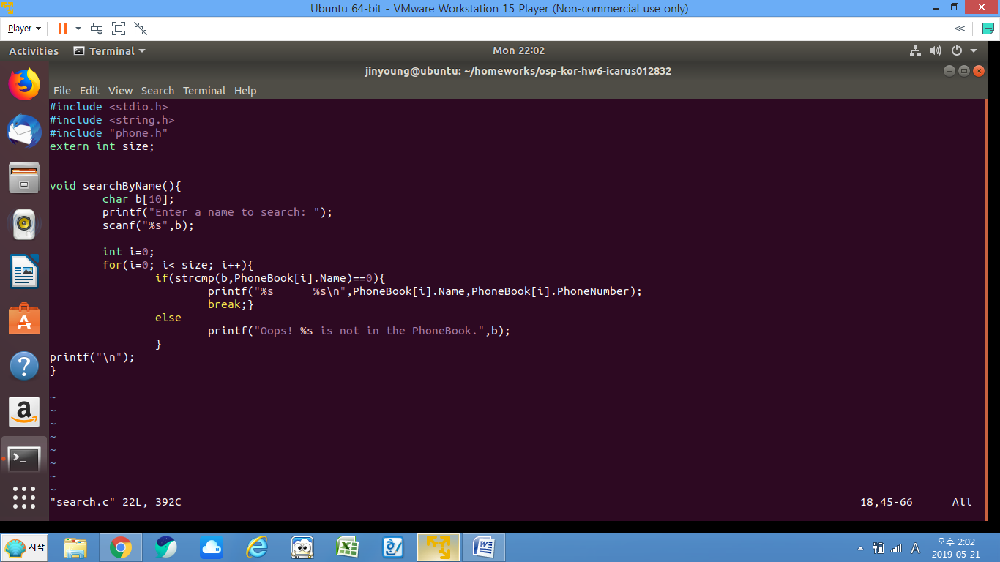 Ubuntu 64-bit - VMware Workstation 15 Player (Non-commercial use only)
Player
Activities Terminal Mon 22:02
jinyoung@ubuntu: ~/homeworks/osp-kor-hw6-icarus012832
File Edit View Search Terminal Help
#include <stdio.h>
#include <string.h>
#include "phone.h"
extern int size;
void searchByName(){
        char b[10];
        printf("Enter a name to search: ");
        scanf("%s",b);
        int i=0;
        for(i=0; i< size; i++){
                if(strcmp(b,PhoneBook[i].Name)==0){
                        printf("%s      %s\n",PhoneBook[i].Name,PhoneBook[i].PhoneNumber);
                        break;}
                else
                        printf("Oops! %s is not in the PhoneBook.",b);
                }
printf("\n");
}
~
~
~
~
~
~
~
~
"search.c" 22L, 392C 18,45-66 All
시작
A
오후 2:02
2019-05-21